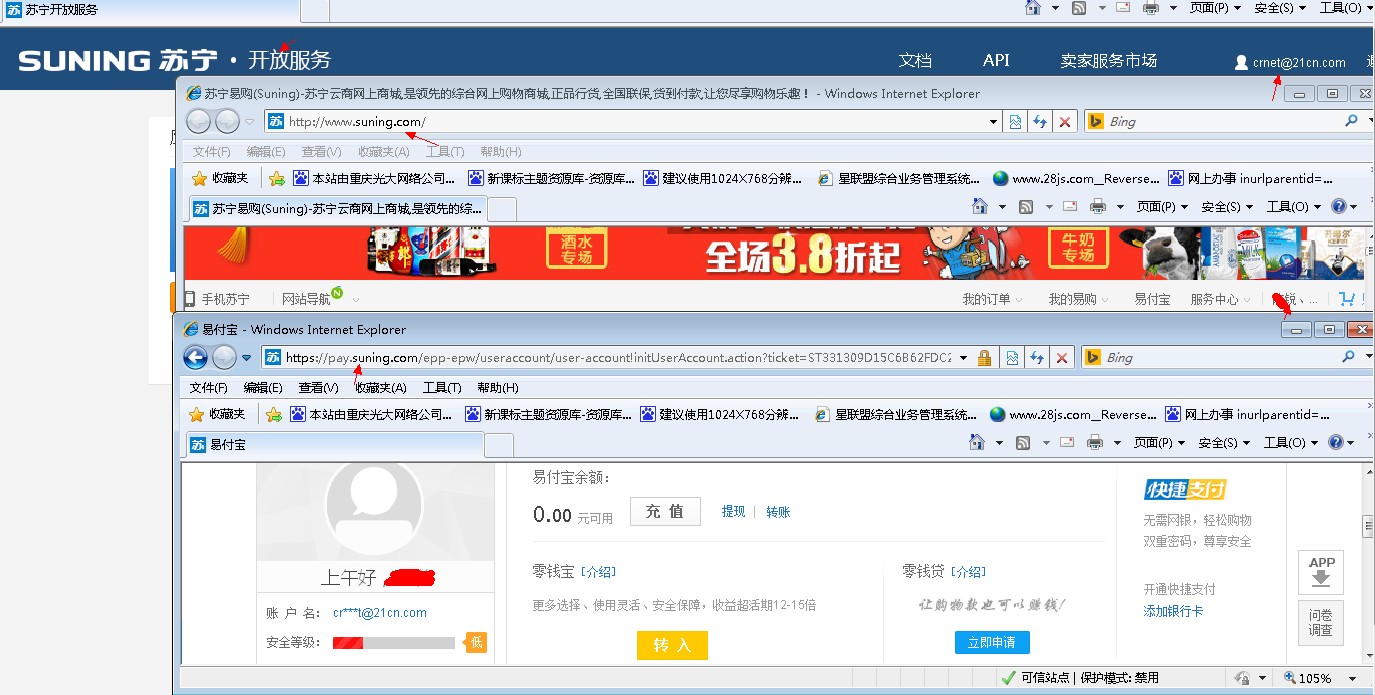 苏宁开放服务
页面(P) 安全(S) 工具(O)
SUNING 苏宁 · 开放服务 文档 API 卖家服务市场 crnet@21cn.com
苏宁易购(Suning)-苏宁云商网上商城,是领先的综合网上购物商城,正品行货,全国联保,货到付款,让您尽享购物乐趣！ - Windows Internet Explorer
http://www.suning.com/ Bing
文件(F) 编辑(E) 查看(V) 收藏夹(A) 工具(T) 帮助(H)
收藏夹 本站由重庆光大网络公司... 新课标主题资源库-资源库... 建议使用1024×768分辨... 星联盟综合业务管理系统... www.28js.com_Reverse... 网上办事 inurlparentid=...
苏宁易购(Suning)-苏宁云商网上商城,是领先的综... 页面(P) 安全(S) 工具(O)
酒水 牛奶
专场 全场3.8折起 专场
手机苏宁 网站导航 N 我的订单 我的易购 易付宝 服务中心
易付宝 - Windows Internet Explorer
https://pay.suning.com/epp-epw/useraccount/user-account!initUserAccount.action?ticket=ST331309D15C6B62FDC2 Bing
文件(F) 编辑(E) 查看(V) 收藏夹(A) 工具(T) 帮助(H)
收藏夹 本站由重庆光大网络公司... 新课标主题资源库-资源库... 建议使用1024×768分辨... 星联盟综合业务管理系统... www.28js.com_Reverse... 网上办事 inurlparentid=...
易付宝 页面(P) 安全(S) 工具(O)
易付宝余额：
0.00 元可用 充 值 提现 转账
快捷支付
无需网银，轻松购物
双重密码，尊享安全
上午好
零钱宝 [介绍] 零钱贷 [介绍]
APP
开通快捷支付
账 户 名： cr***t@21cn.com
更多选择、使用灵活、安全保障，收益超活期12-15倍 让购物款也可以赚钱!
添加银行卡
问卷
调查
安全等级： 低
转 入 立即申请
可信站点 | 保护模式: 禁用 105%